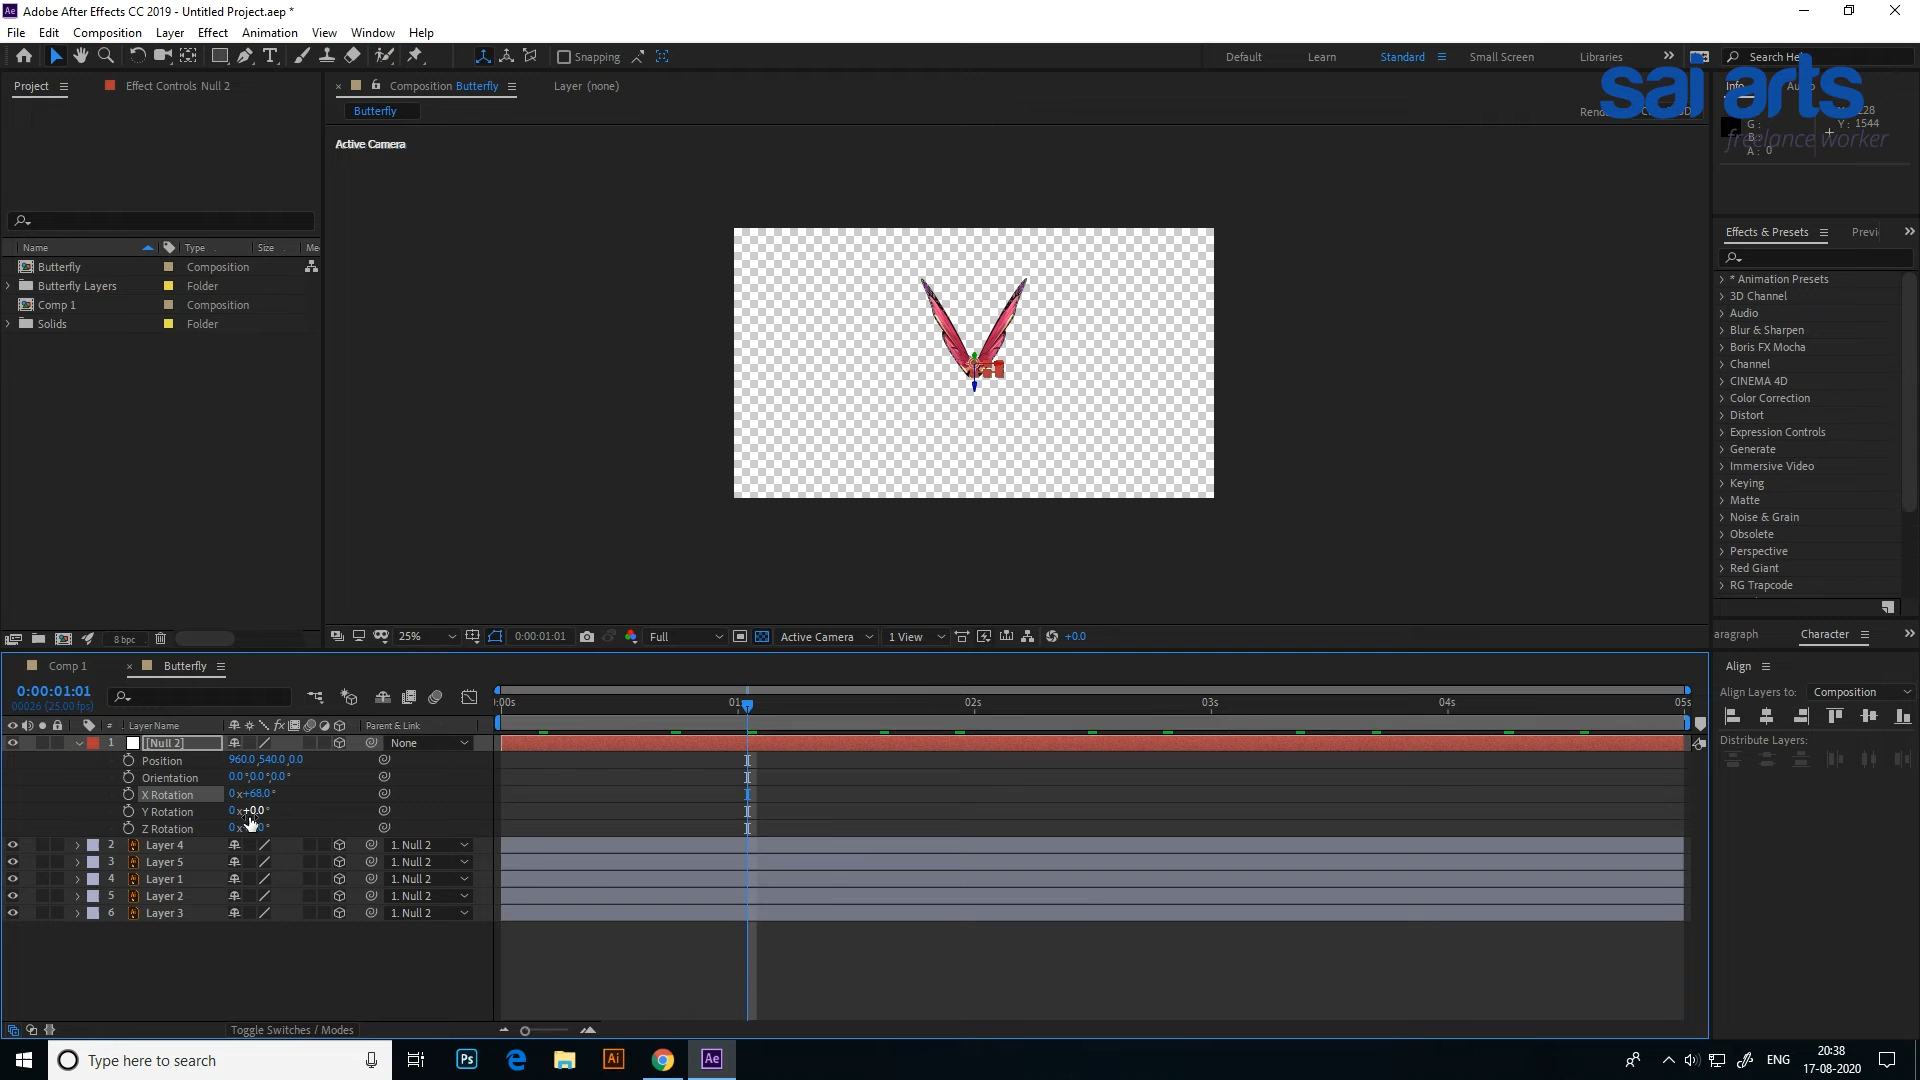 Adobe After Effects CC 2019 - Untitled Project.aep *
File Edit Composition Layer Effect Animation View Window Help
Snapping
Default Learn Standard Small Screen Libraries
Search
sai arts
freelance worker
Project Effect Controls Null 2
Composition Butterfly Layer (none)
Butterfly
Info
Y: 1544
G:
B:
A: 0
Active Camera
Name Type Size
Butterfly Composition
Butterfly Layers Folder
Comp 1 Composition
Solids Folder
Effects & Presets Previ
* Animation Presets
3D Channel
Audio
Blur & Sharpen
Boris FX Mocha
Channel
CINEMA 4D
Color Correction
Distort
Expression Controls
Generate
Immersive Video
Keying
Matte
Noise & Grain
Obsolete
Perspective
Red Giant
RG Trapcode
8 bpc
25% 0:00:01:01 Full Active Camera 1 View +0.0
aragraph Character
Comp 1 Butterfly
Align
0:00:01:01
00026 (25.00 fps)
Align Layers to: Composition
:00s 01 02s 03s 04s 05s
# Layer Name fx Parent & Link
1 [Null 2] None
Position 960.0,540.0,0.0
Orientation 0.0°,0.0°,0.0°
X Rotation 0x+68.0°
Y Rotation 0x+0.0°
Z Rotation 0x
Distribute Layers:
2 Layer 4 1. Null 2
3 Layer 5 1. Null 2
4 Layer 1 1. Null 2
5 Layer 2 1. Null 2
6 Layer 3 1. Null 2
Toggle Switches / Modes
Type here to search
Ps
Ai
Ae
ENG
20:38
17-08-2020